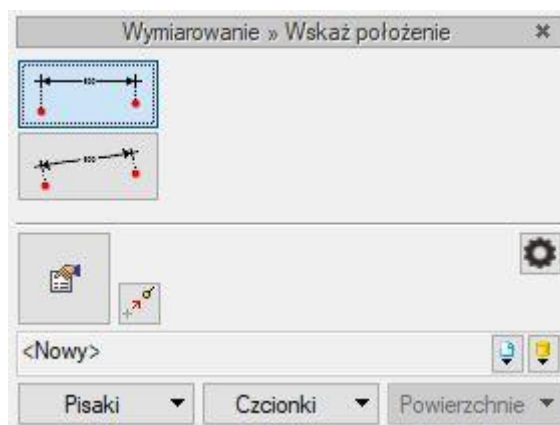 Wymiarowanie » Wskaż położenie
<Nowy>
Pisaki Czcionki Powierzchnie